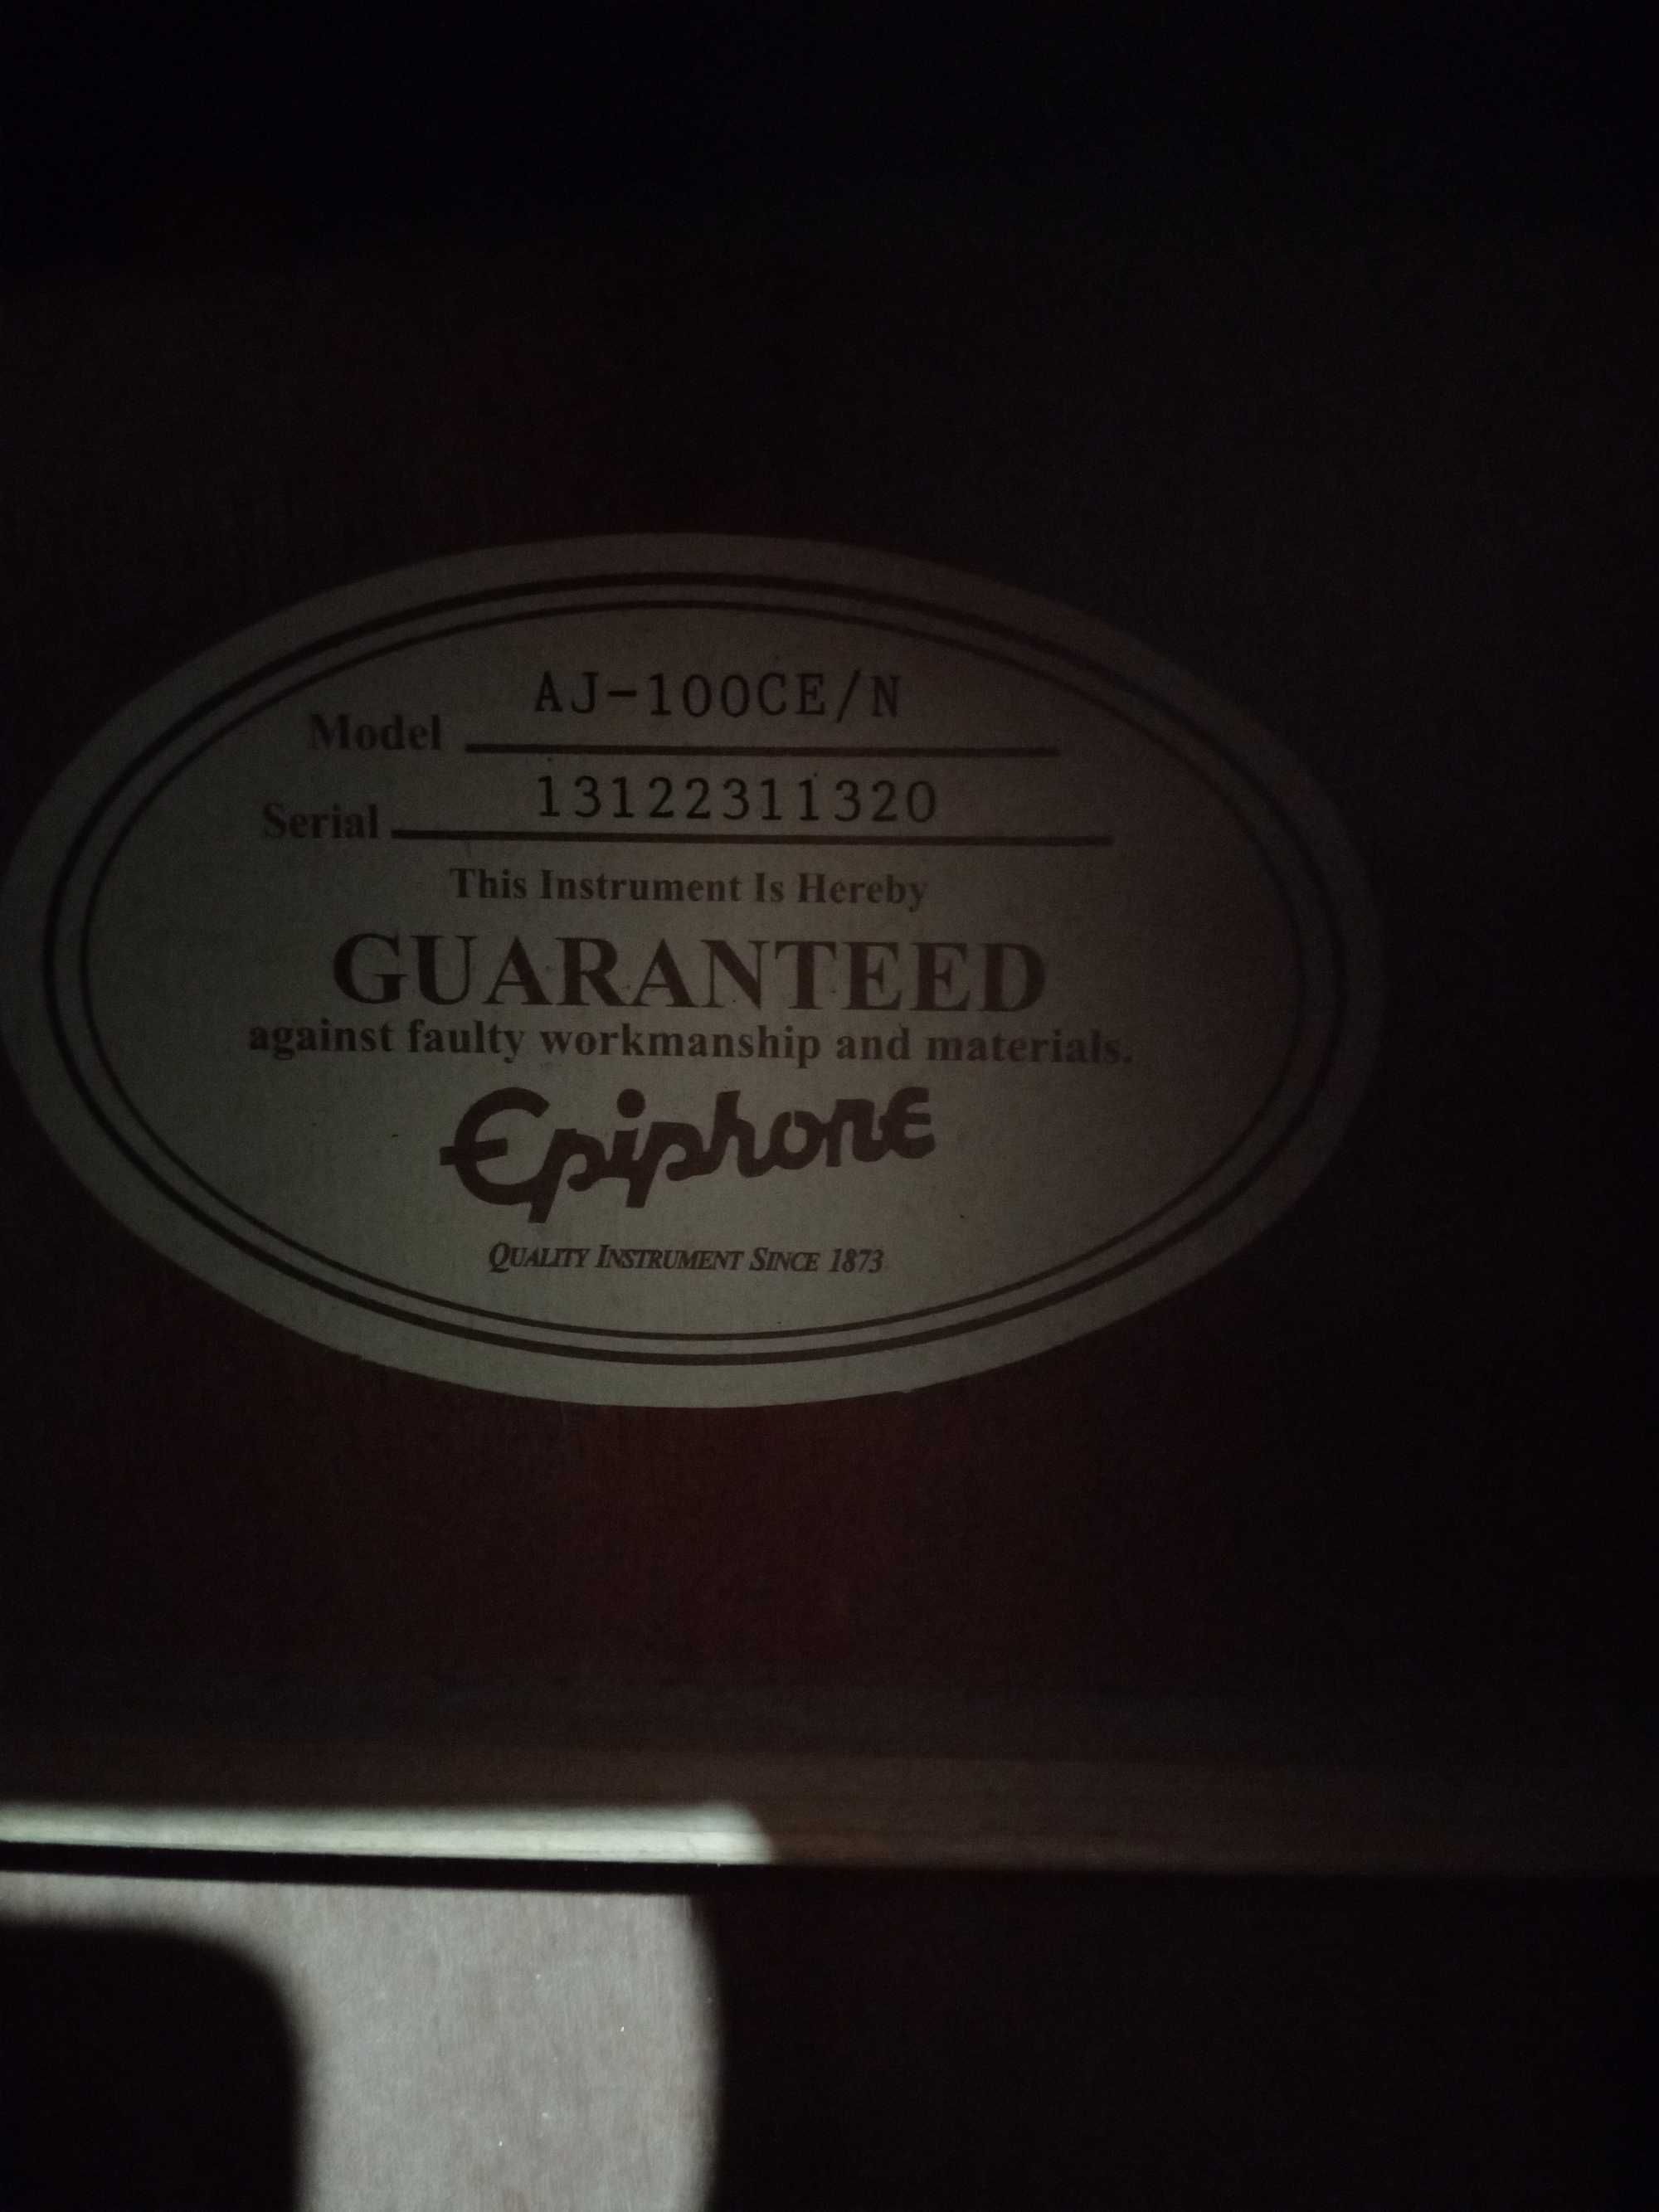 Model AJ-100CE/N
Serial 13122311320
This Instrument Is Hereby
GUARANTEED
against faulty workmanship and materials.
Epiphone
QUALITY INSTRUMENT SINCE 1873